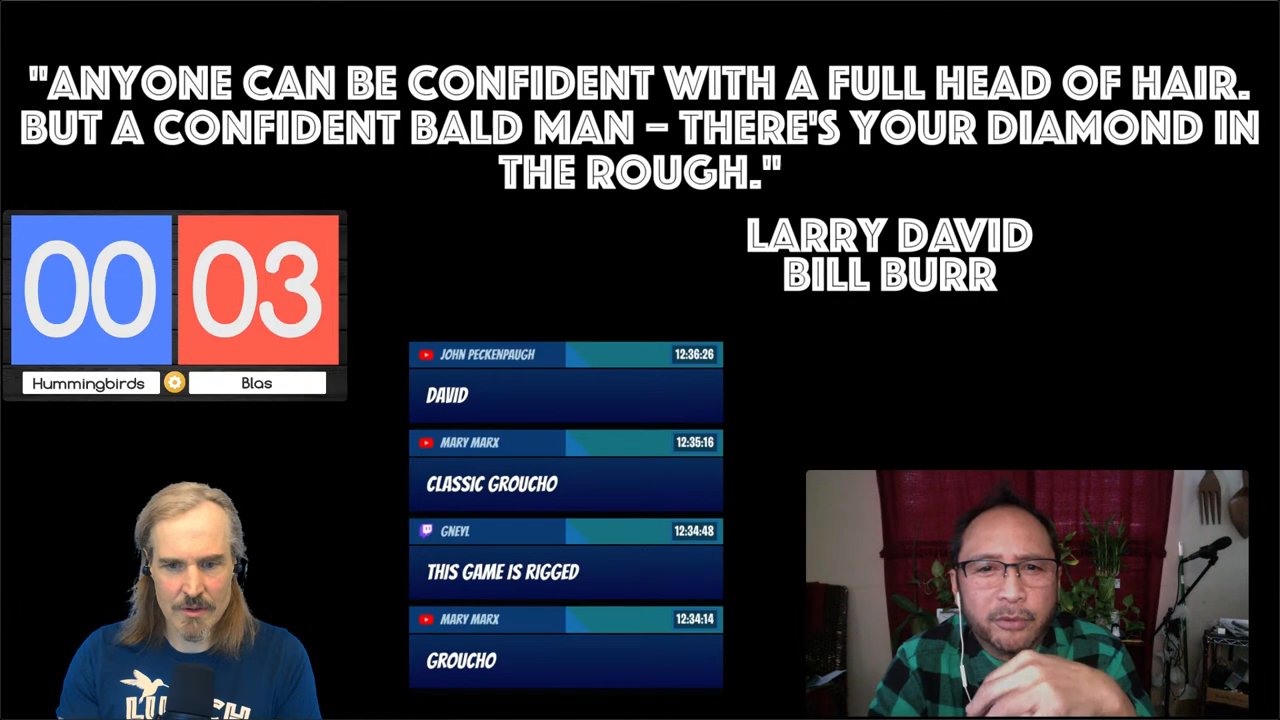 "ANYONE CAN BE CONFIDENT WITH A FULL HEAD OF HAIR.
BUT A CONFIDENT BALD MAN – THERE'S YOUR DIAMOND IN
THE ROUGH."
LARRY DAVID
BILL BURR
00 03
Hummingbirds Blas
JOHN PECKENPAUGH 12:36:26
DAVID
MARY MARX 12:35:16
CLASSIC GROUCHO
GNEYL 12:34:48
THIS GAME IS RIGGED
MARY MARX 12:34:14
GROUCHO